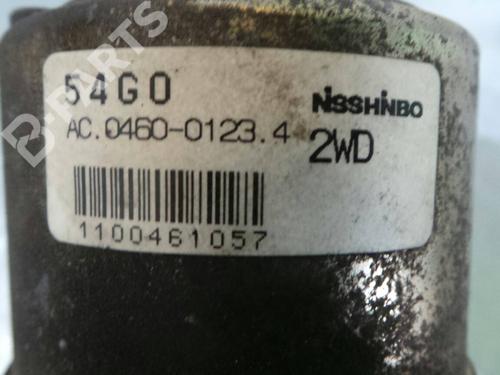 B-PARTS
54G0
NISSHINBO
AC.0460-0123.4
2WD
1100461057